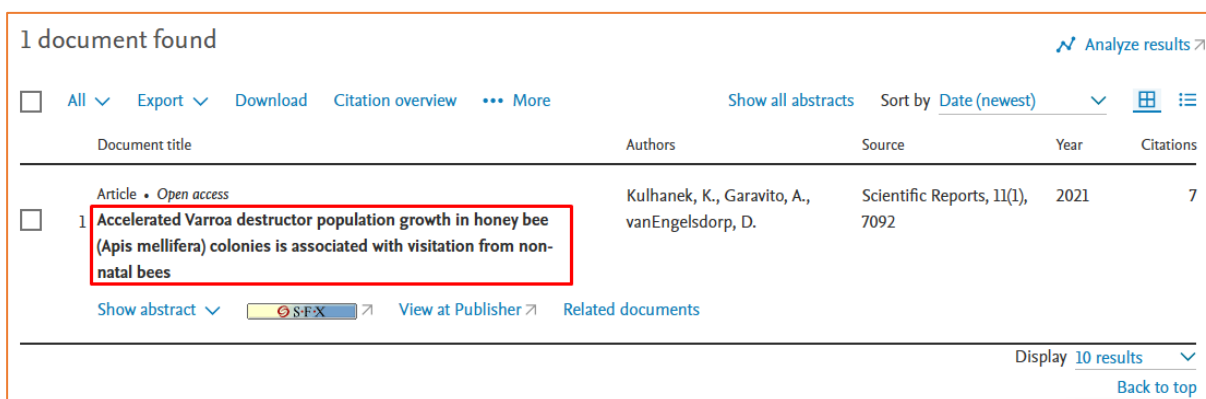 1 document found
Analyze results
All Export Download Citation overview ••• More Show all abstracts Sort by Date (newest)
Document title Authors Source Year Citations
Article • Open access
1 Accelerated Varroa destructor population growth in honey bee
(Apis mellifera) colonies is associated with visitation from non-
natal bees
Kulhanek, K., Garavito, A.,
vanEngelsdorp, D.
Scientific Reports, 11(1),
7092
2021
7
Show abstract S·F·X View at Publisher Related documents
Display 10 results
Back to top